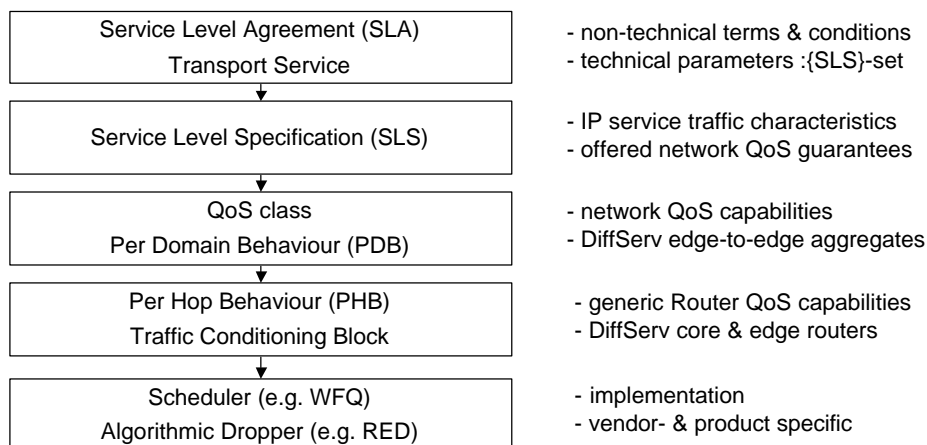 Service Level Agreement (SLA)
Transport Service
- non-technical terms & conditions
- technical parameters :{SLS}-set
Service Level Specification (SLS)
- IP service traffic characteristics
- offered network QoS guarantees
QoS class
Per Domain Behaviour (PDB)
- network QoS capabilities
- DiffServ edge-to-edge aggregates
Per Hop Behaviour (PHB)
Traffic Conditioning Block
- generic Router QoS capabilities
- DiffServ core & edge routers
Scheduler (e.g. WFQ)
Algorithmic Dropper (e.g. RED)
- implementation
- vendor- & product specific